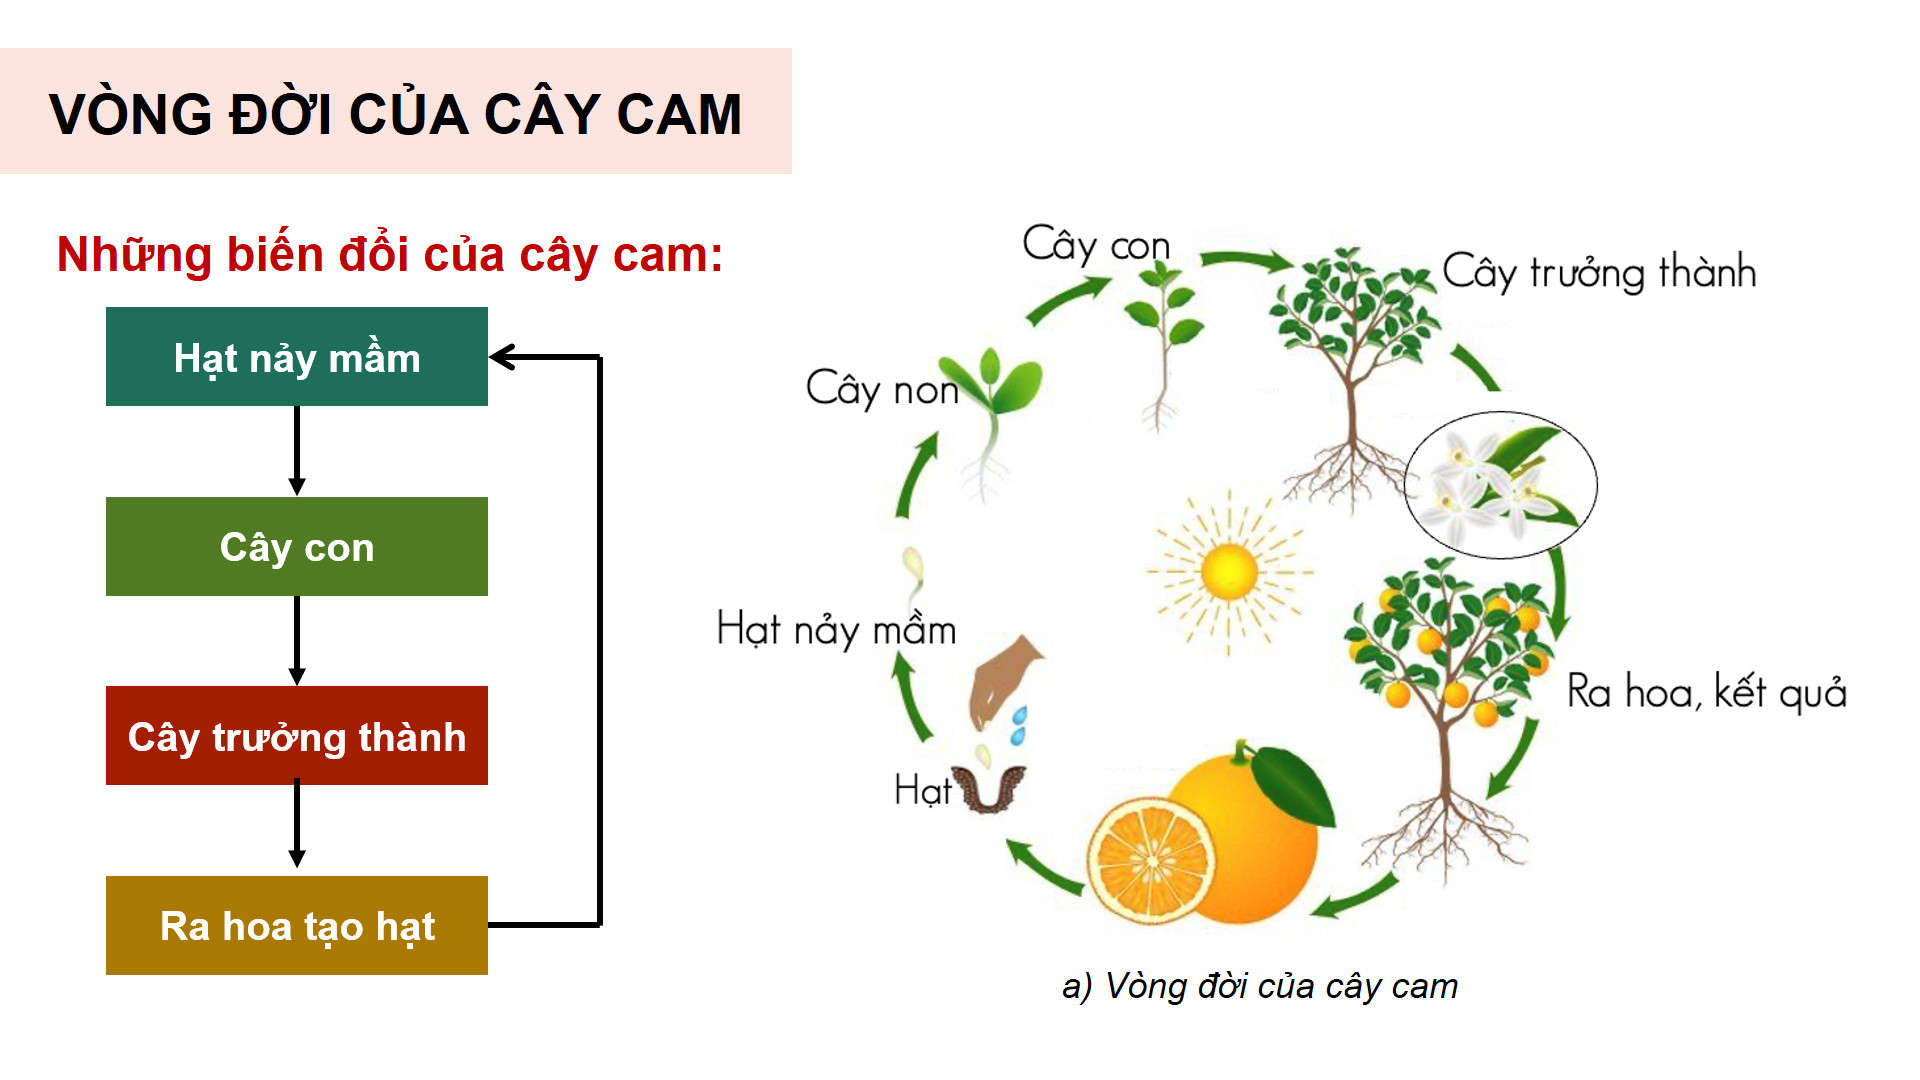 VÒNG ĐỜI CỦA CÂY CAM
Những biến đổi của cây cam:
Hạt nảy mầm
Cây con
Cây trưởng thành
Ra hoa tạo hạt
Cây con
Cây trưởng thành
Cây non
Hạt nảy mầm
Ra hoa, kết quả
Hạt
a) Vòng đời của cây cam